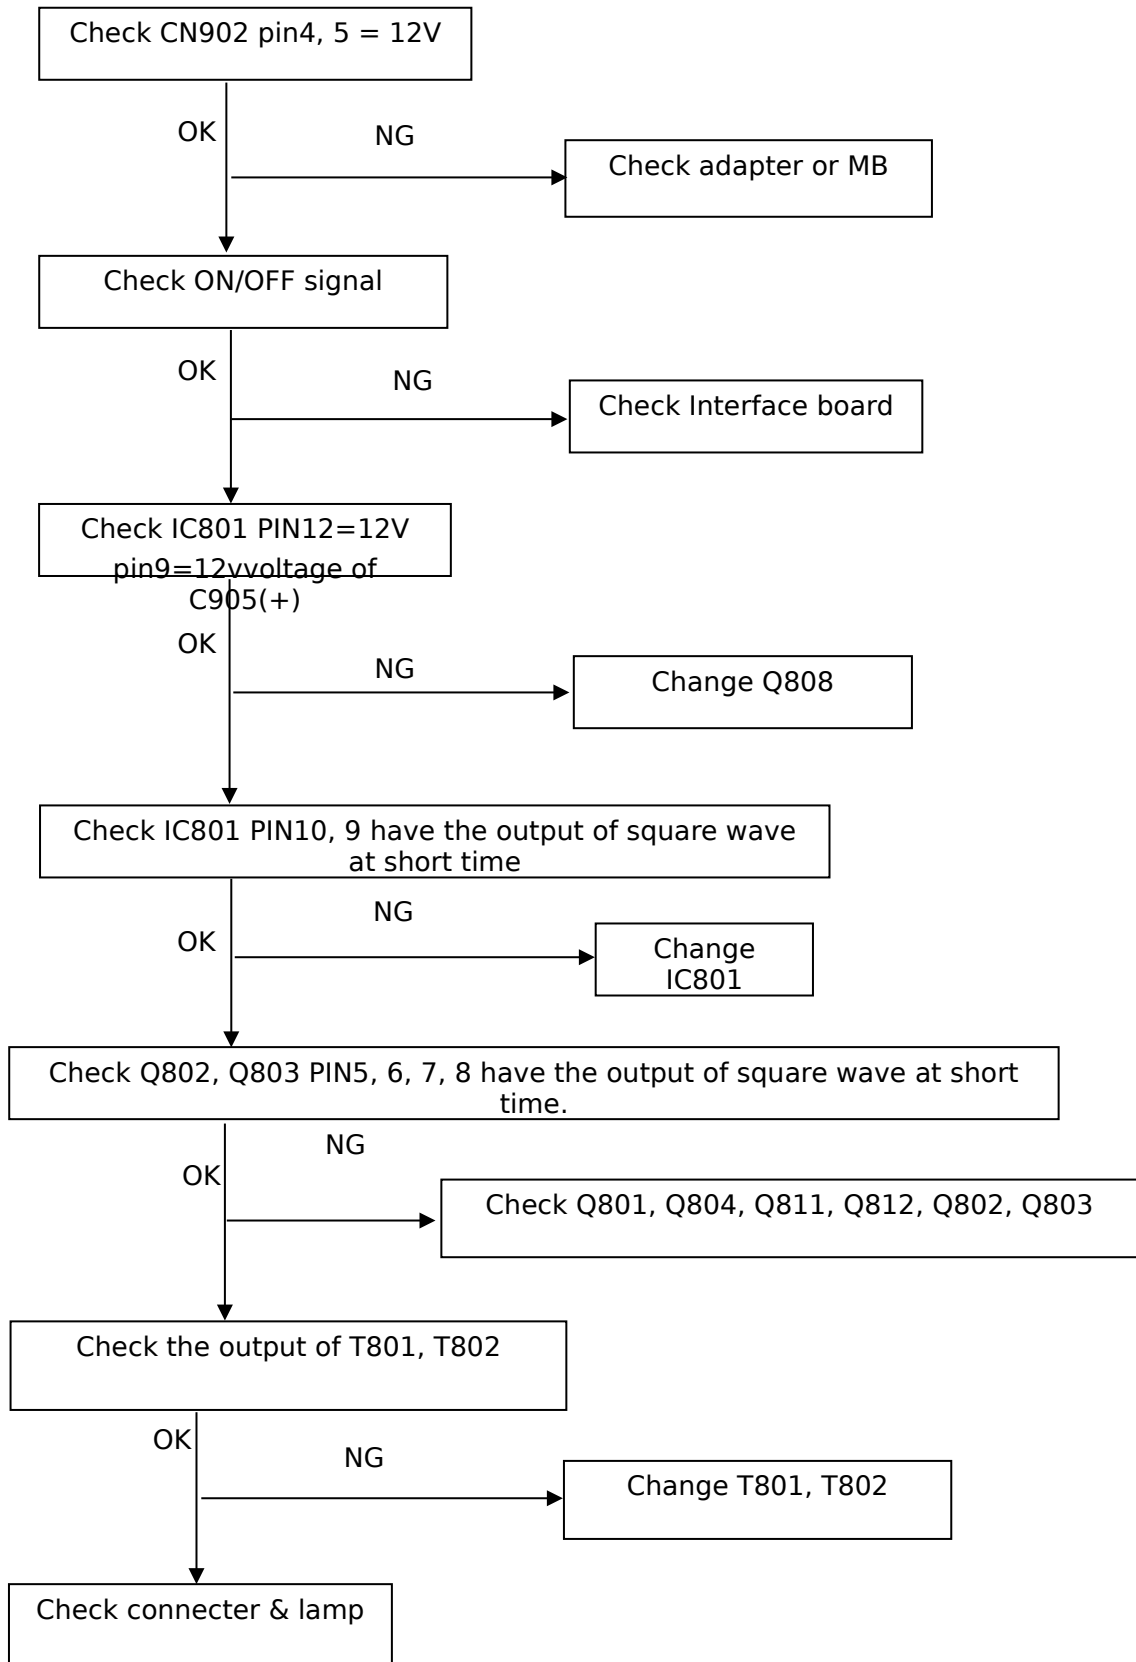 Check CN902 pin4, 5 = 12V
OK
NG
Check adapter or MB
Check ON/OFF signal
OK
NG
Check Interface board
Check IC801 PIN12=12V
pin9=12vvoltage of
C905(+)
OK
NG
Change Q808
Check IC801 PIN10, 9 have the output of square wave
at short time
NG
OK
Change
IC801
Check Q802, Q803 PIN5, 6, 7, 8 have the output of square wave at short
time.
NG
OK
Check Q801, Q804, Q811, Q812, Q802, Q803
Check the output of T801, T802
OK
NG
Change T801, T802
Check connecter & lamp